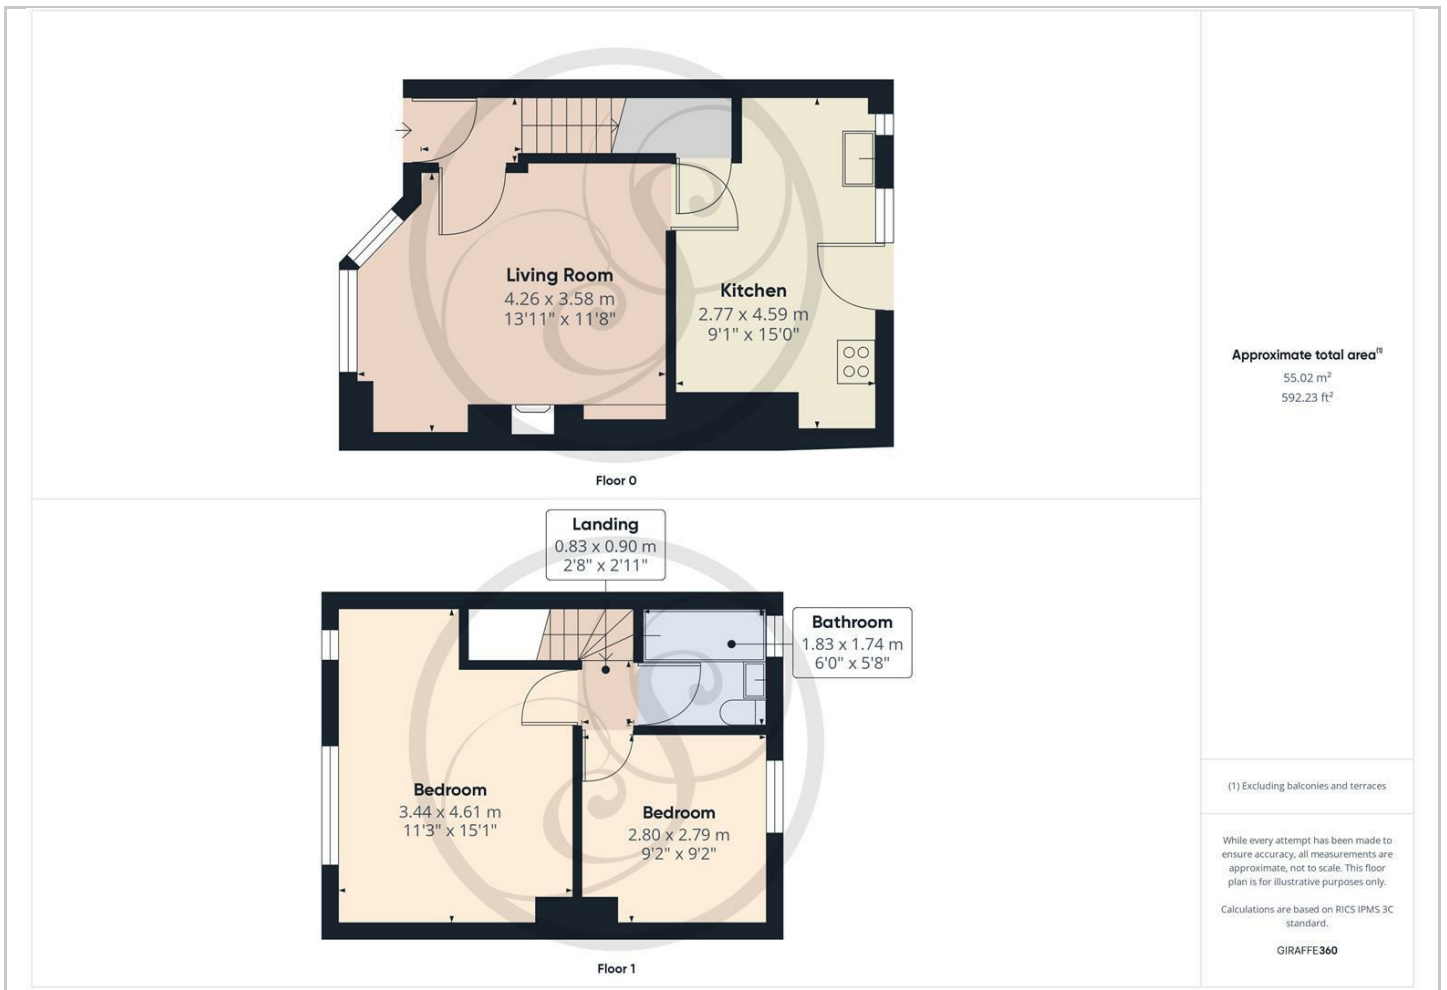 Living Room
4.26 x 3.58 m
13'11" x 11'8"
Kitchen
2.77 x 4.59 m
9'1" x 15'0"
Floor 0
Landing
0.83 x 0.90 m
2'8" x 2'11"
Bathroom
1.83 x 1.74 m
6'0" x 5'8"
Bedroom
3.44 x 4.61 m
11'3" x 15'1"
Bedroom
2.80 x 2.79 m
9'2" x 9'2"
Floor 1
Approximate total area⁽¹⁾
55.02 m²
592.23 ft²
(1) Excluding balconies and terraces
While every attempt has been made to
ensure accuracy, all measurements are
approximate, not to scale. This floor
plan is for illustrative purposes only.
Calculations are based on RICS IPMS 3C
standard.
GIRAFFE360